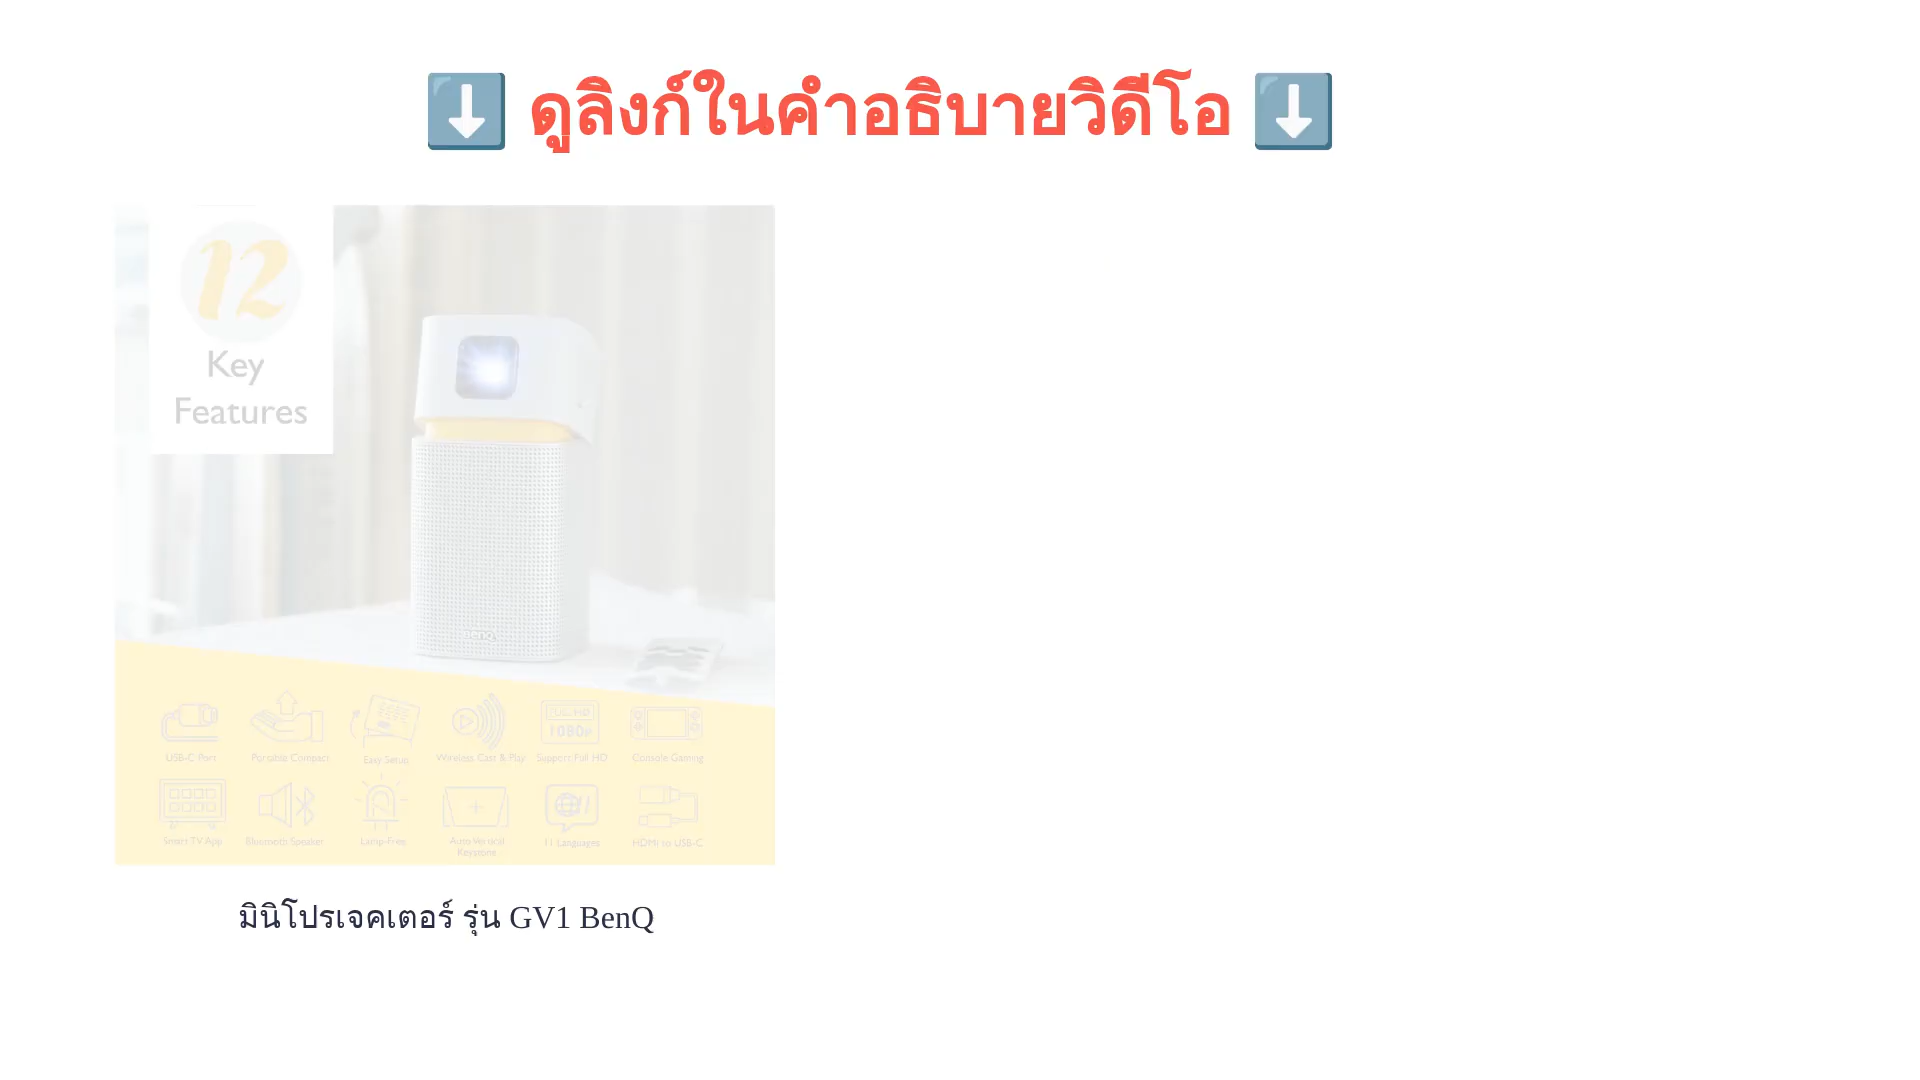 ⬇️ ดูลิงก์ในคำอธิบายวิดีโอ ⬇️
12
Key
Features
BenQ
USB-C Port
Portable Compact
Easy Setup
Wireless Cast & Play
Full HD
1080p
Support Full HD
Console Gaming
Smart TV App
Bluetooth Speaker
Lamp-Free
Auto Vertical
Keystone
11 Languages
HDMI to USB-C
มินิโปรเจคเตอร์ รุ่น GV1 BenQ